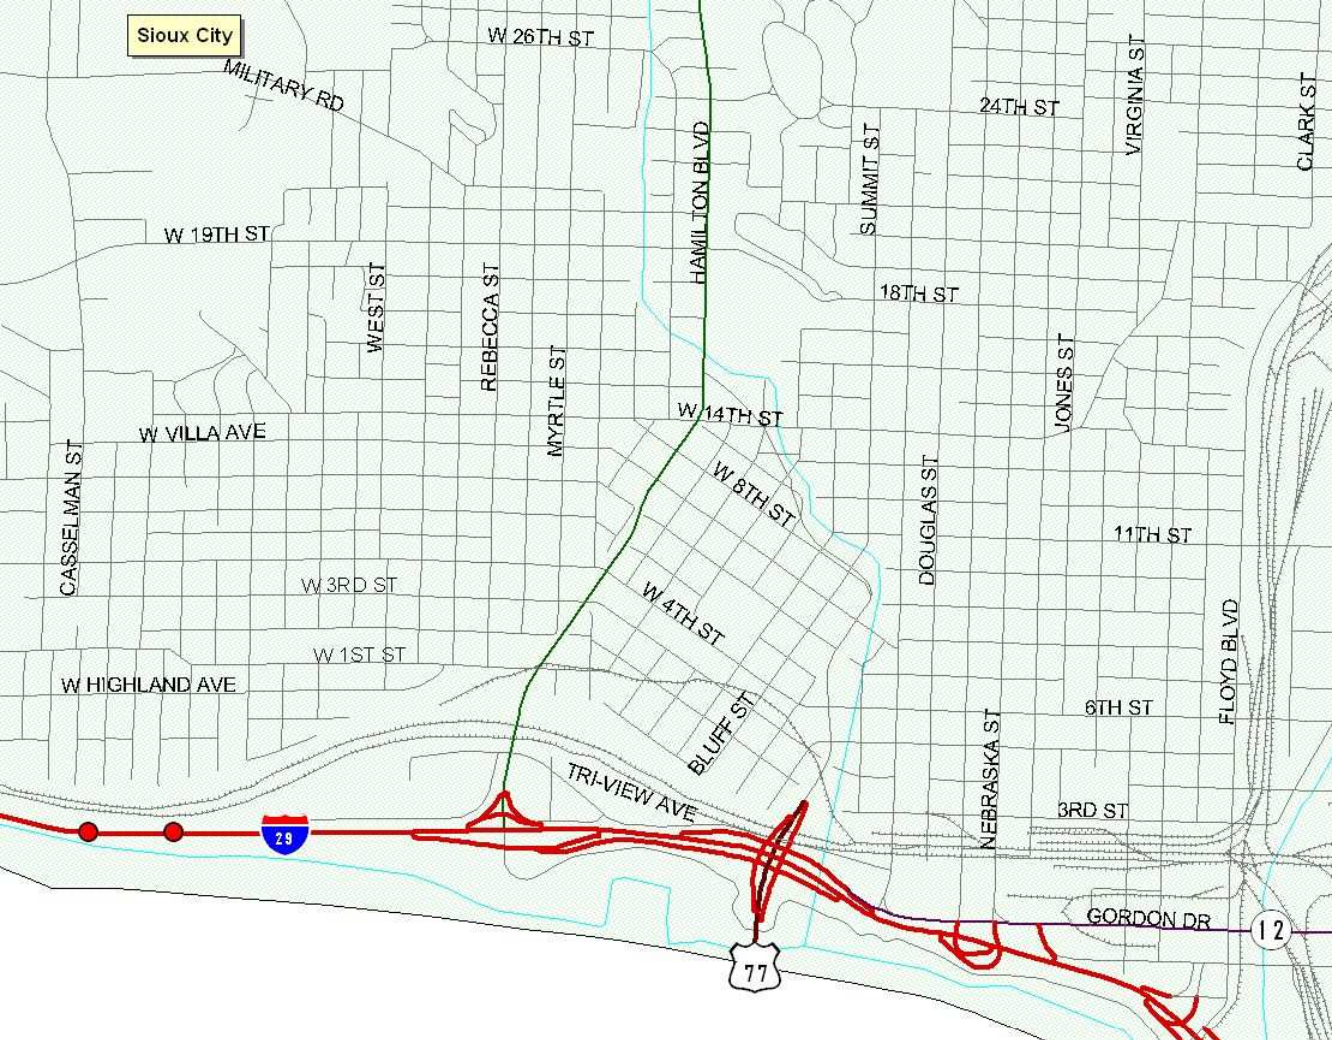 Sioux City
W 26TH ST
MILITARY RD
24TH ST
VIRGINIA ST
CLARK ST
HAMILTON BLVD
SUMMIT ST
W 19TH ST
WEST ST
REBECCA ST
18TH ST
MYRTLE ST
JONES ST
W 14TH ST
W VILLA AVE
CASSELMAN ST
W 8TH ST
DOUGLAS ST
11TH ST
W 3RD ST
W 4TH ST
FLOYD BLVD
W 1ST ST
W HIGHLAND AVE
BLUFF ST
6TH ST
NEBRASKA ST
TRI-VIEW AVE
3RD ST
29
GORDON DR
12
77